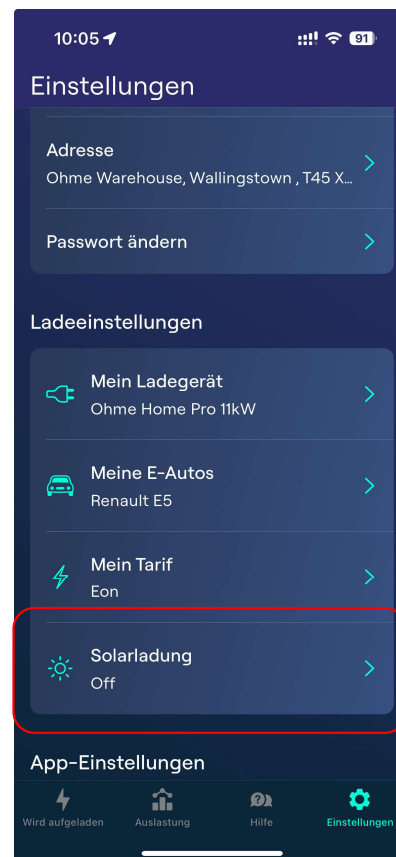 10:05
91
Einstellungen
Adresse
Ohme Warehouse, Wallingstown , T45 X...
Passwort ändern
Ladeeinstellungen
Mein Ladegerät
Ohme Home Pro 11kW
Meine E-Autos
Renault E5
Mein Tarif
Eon
Solarladung
Off
App-Einstellungen
Wird aufgeladen
Auslastung
Hilfe
Einstellungen